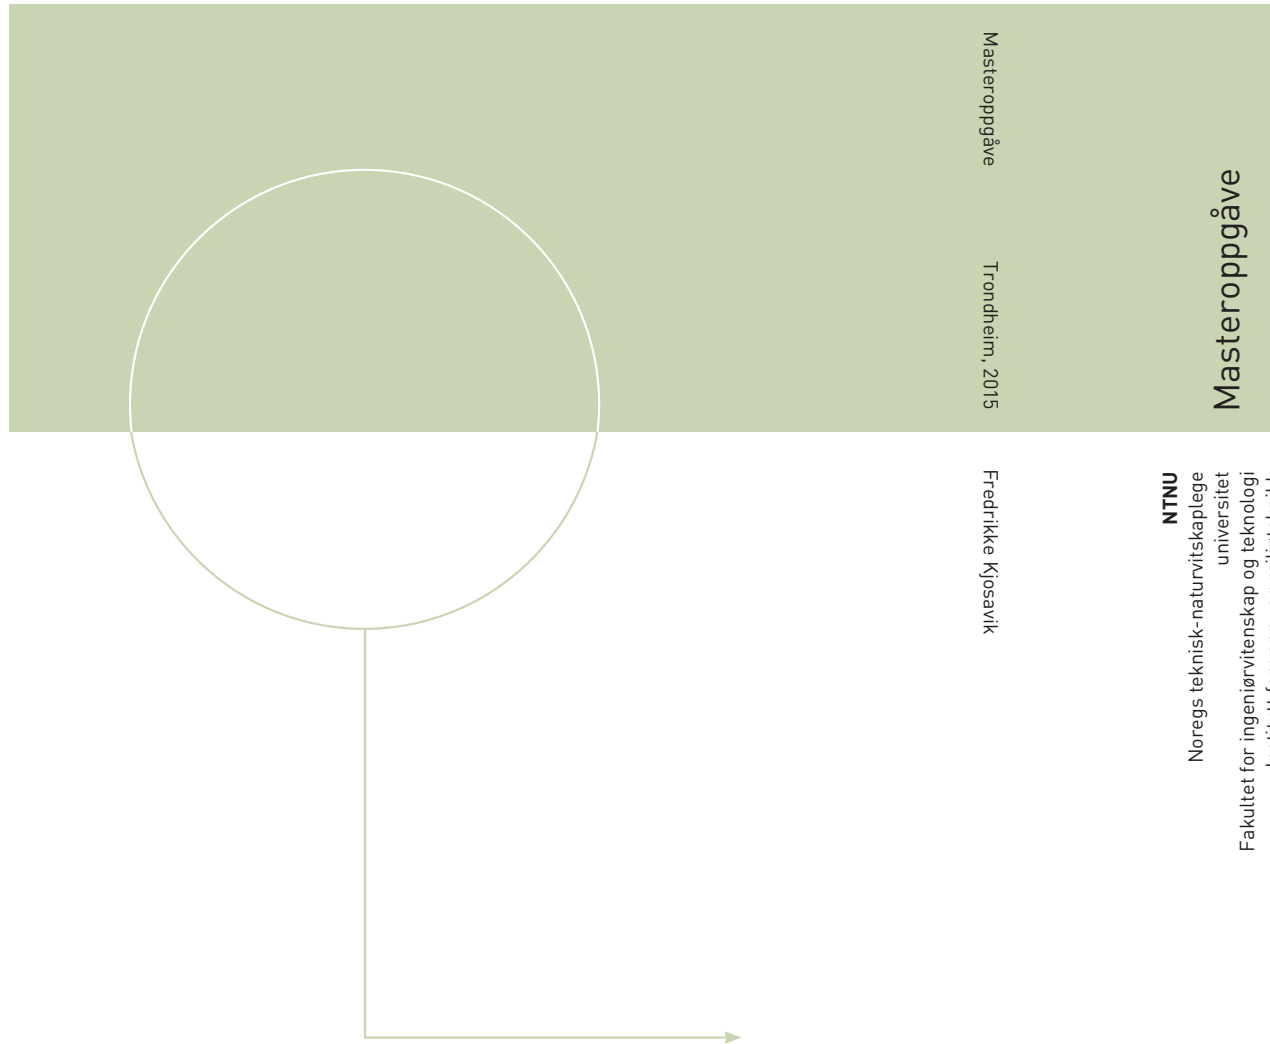 Masteroppgåve
Trondheim, 2015
Fredrikke Kjosavik
Masteroppgåve
NTNU
Noregs teknisk-naturvitskaplege
universitet
Fakultet for ingeniørvitenskap og teknologi